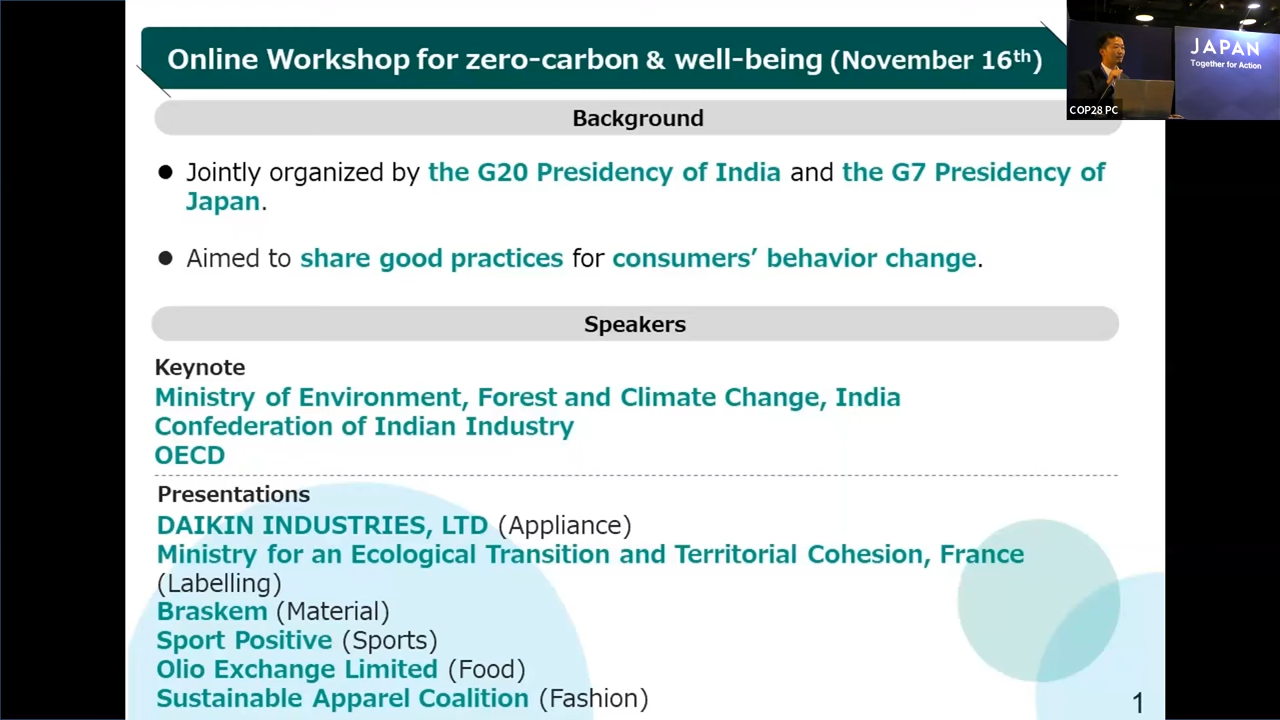 Online Workshop for zero-carbon & well-being (November 16th)
JAPAN
Together for Action
COP28 PC
Background
● Jointly organized by the G20 Presidency of India and the G7 Presidency of
Japan.
● Aimed to share good practices for consumers’ behavior change.
Speakers
Keynote
Ministry of Environment, Forest and Climate Change, India
Confederation of Indian Industry
OECD
Presentations
DAIKIN INDUSTRIES, LTD (Appliance)
Ministry for an Ecological Transition and Territorial Cohesion, France
(Labelling)
Braskem (Material)
Sport Positive (Sports)
Olio Exchange Limited (Food)
Sustainable Apparel Coalition (Fashion)
1